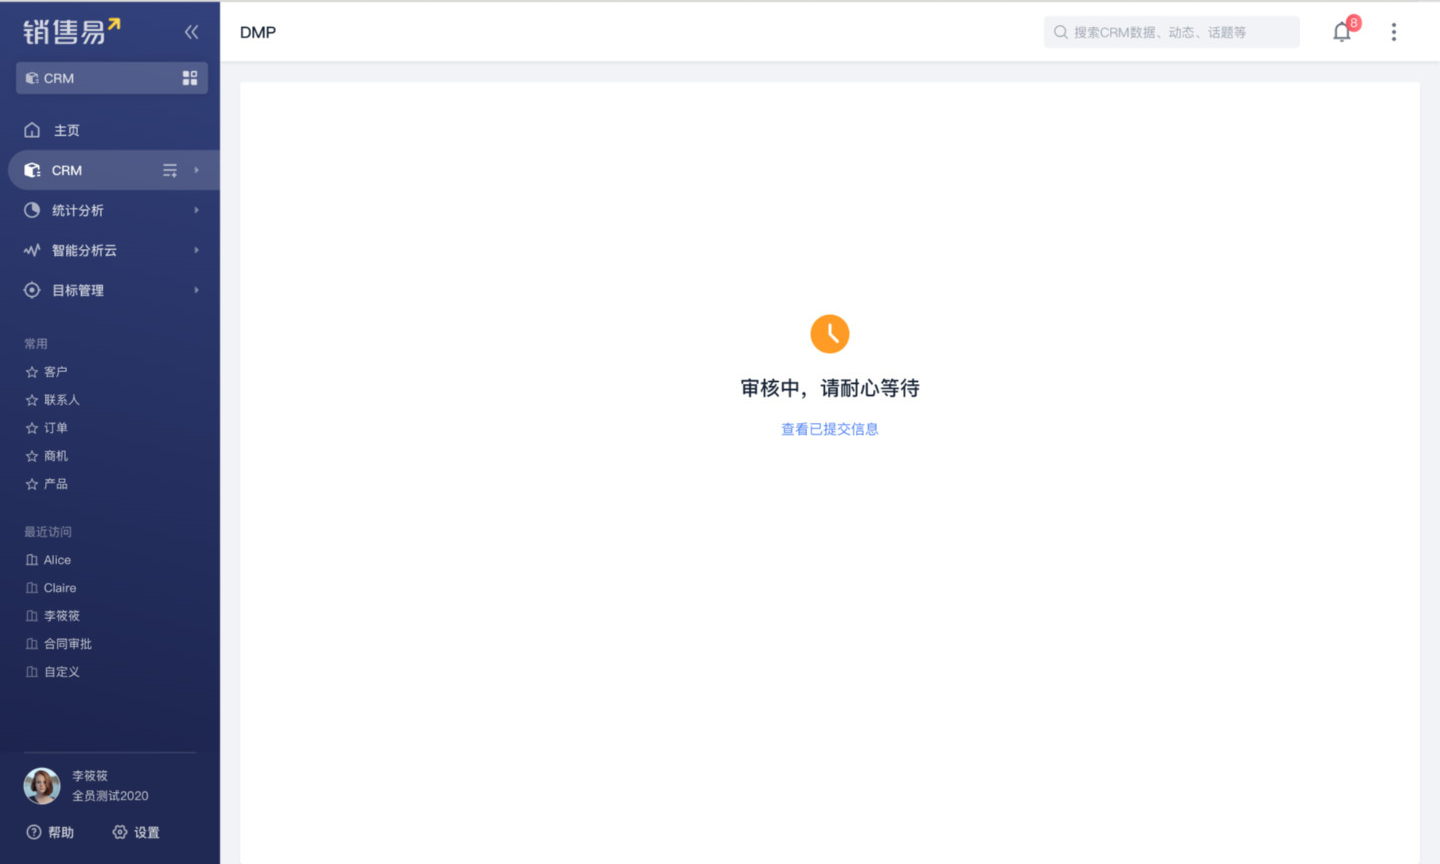 销售易
DMP
搜索CRM数据、动态、话题等
8
CRM
主页
CRM
统计分析
智能分析云
目标管理
常用
客户
联系人
订单
商机
产品
最近访问
Alice
Claire
李筱筱
合同审批
自定义
李筱筱
全员测试2020
帮助
设置
审核中，请耐心等待
查看已提交信息